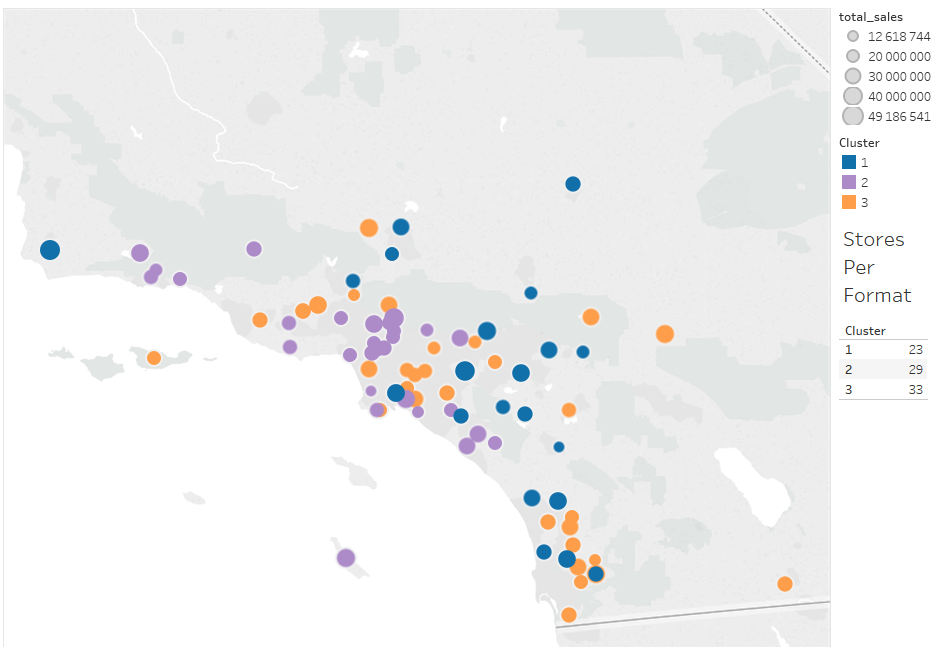 total_sales
12 618 744
20 000 000
30 000 000
40 000 000
49 186 541
Cluster
1
2
3
Stores
Per
Format
Cluster
1 23
2 29
3 33